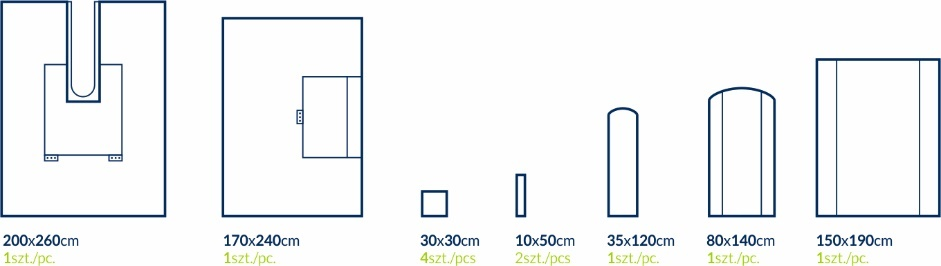 200x260cm
1szt./pc.
170x240cm
1szt./pc.
30x30cm
4szt./pcs
10x50cm
2szt./pcs
35x120cm
1szt./pc.
80x140cm
1szt./pc.
150x190cm
1szt./pc.